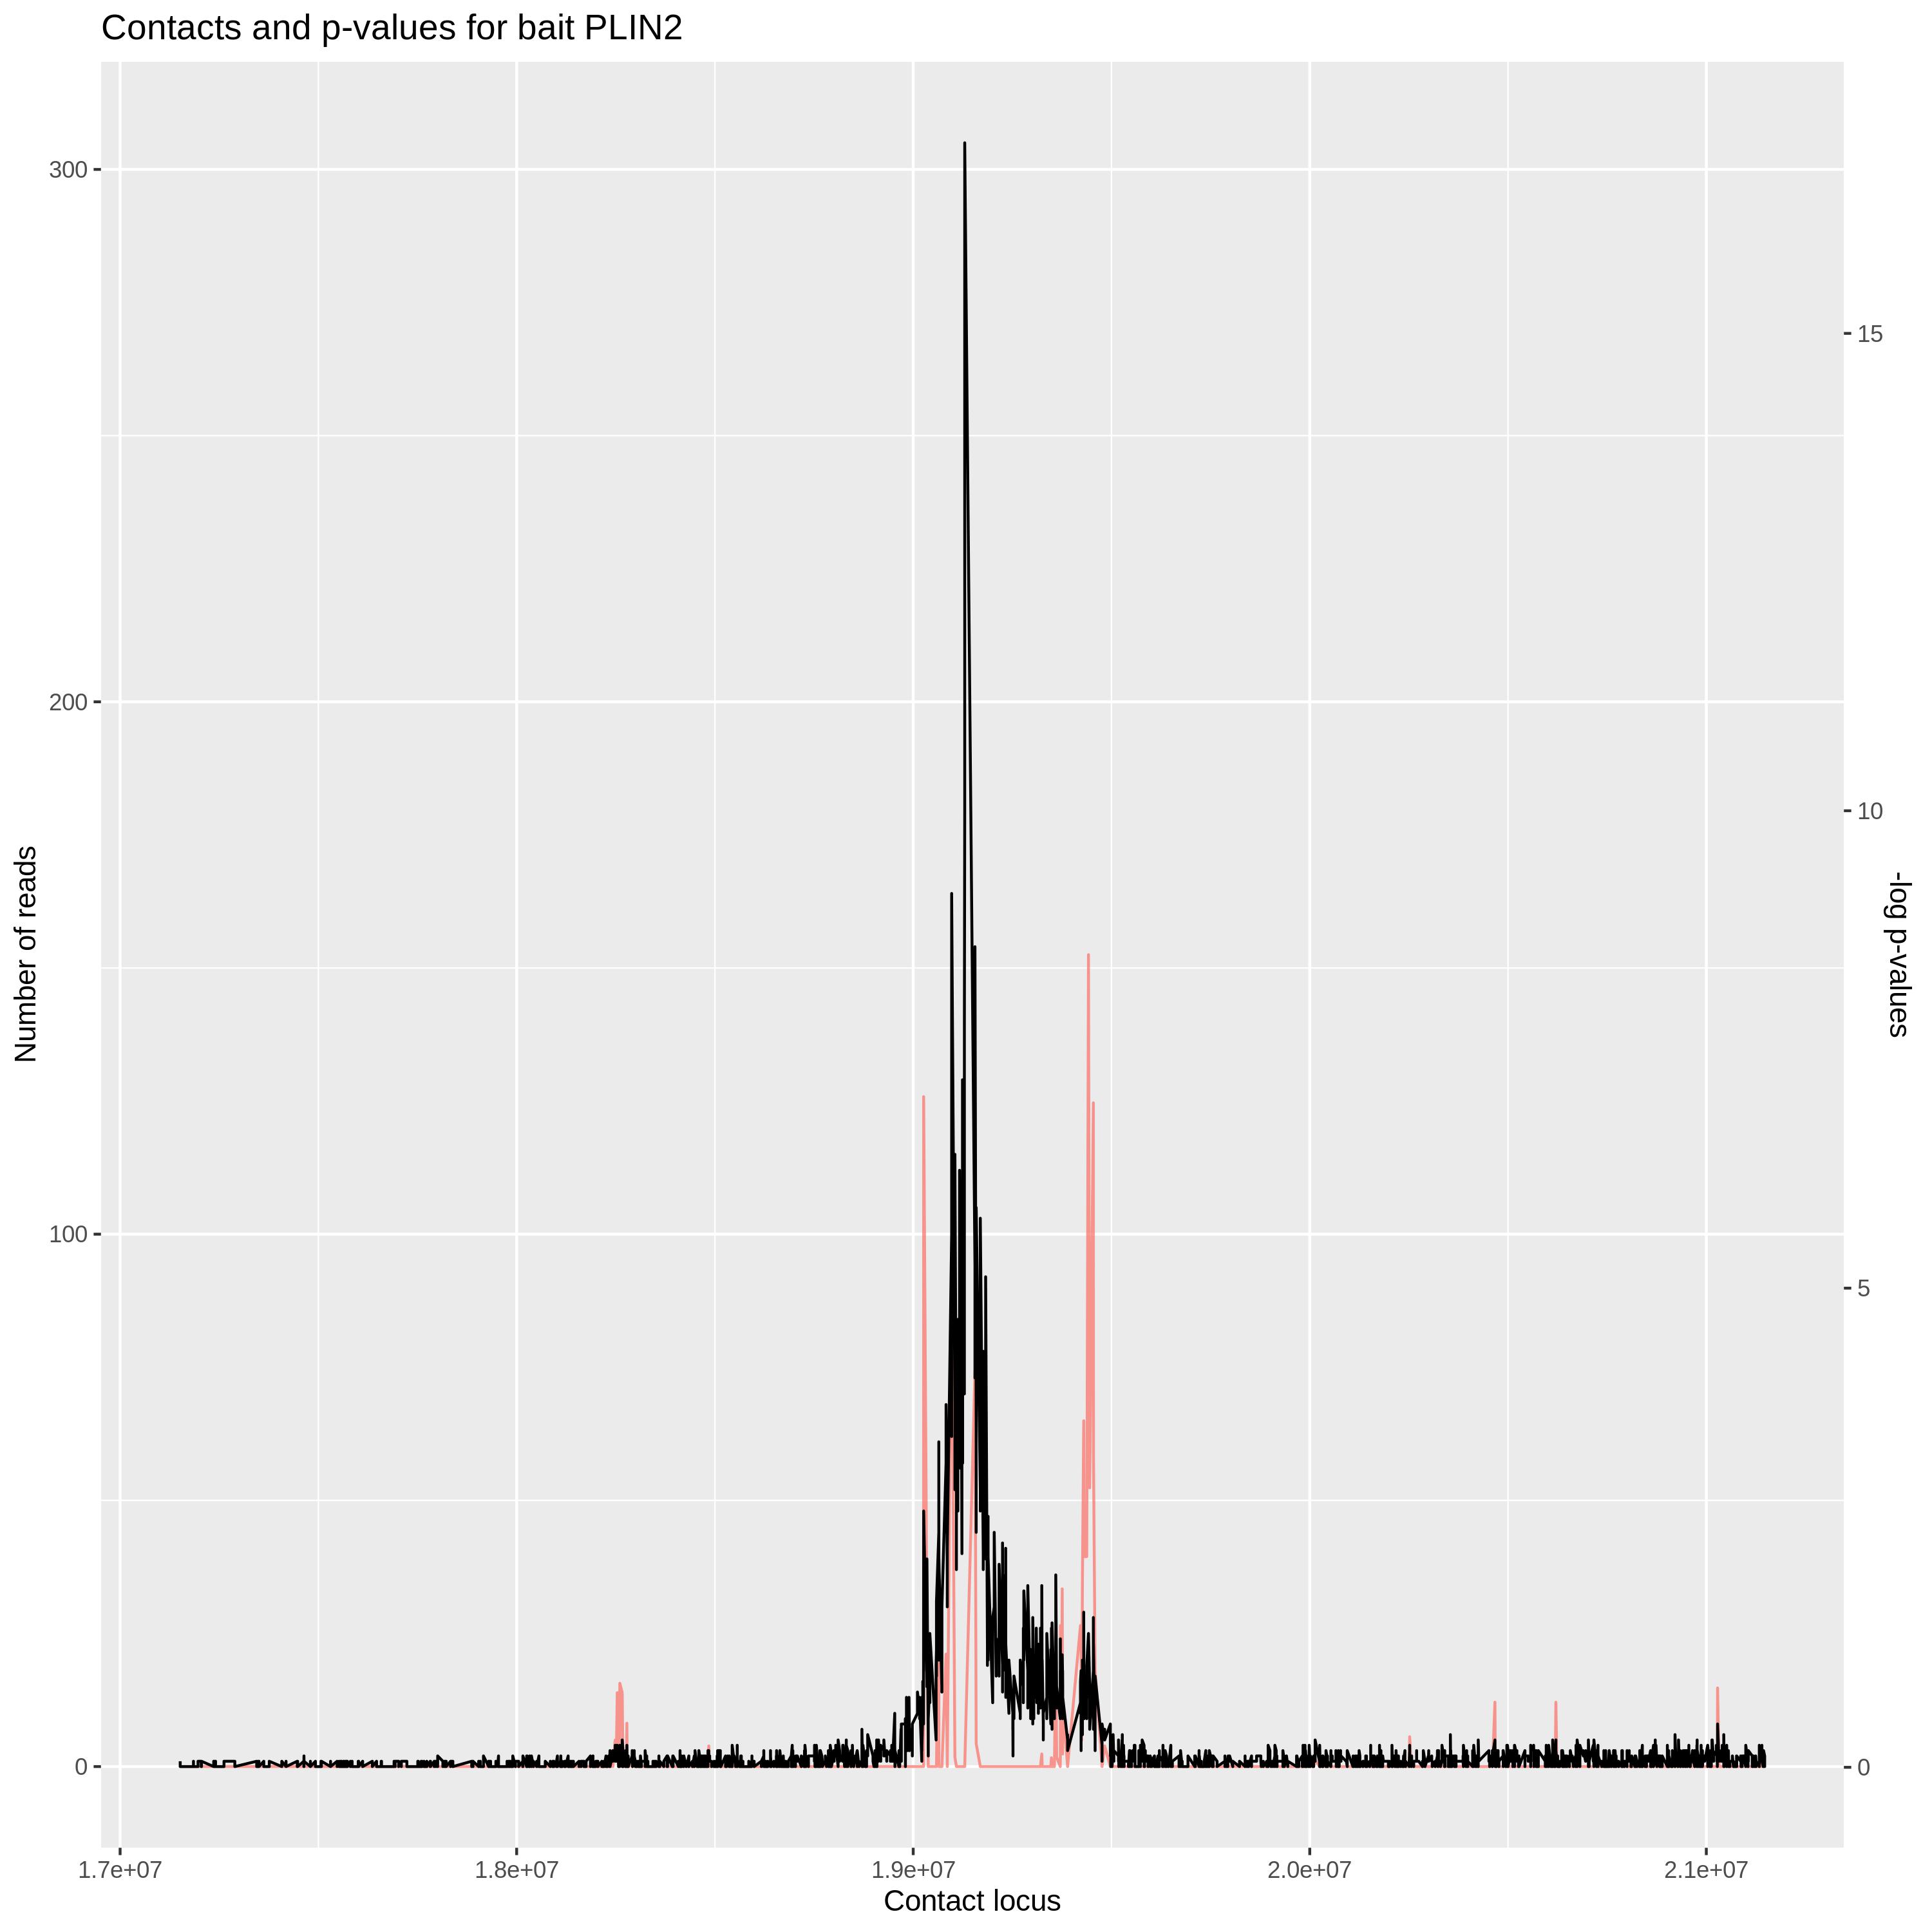 Contacts and p-values for bait PLIN2
300
200
100
0
15
10
5
0
Number of reads
-log p-values
1.7e+07
1.8e+07
1.9e+07
2.0e+07
2.1e+07
Contact locus